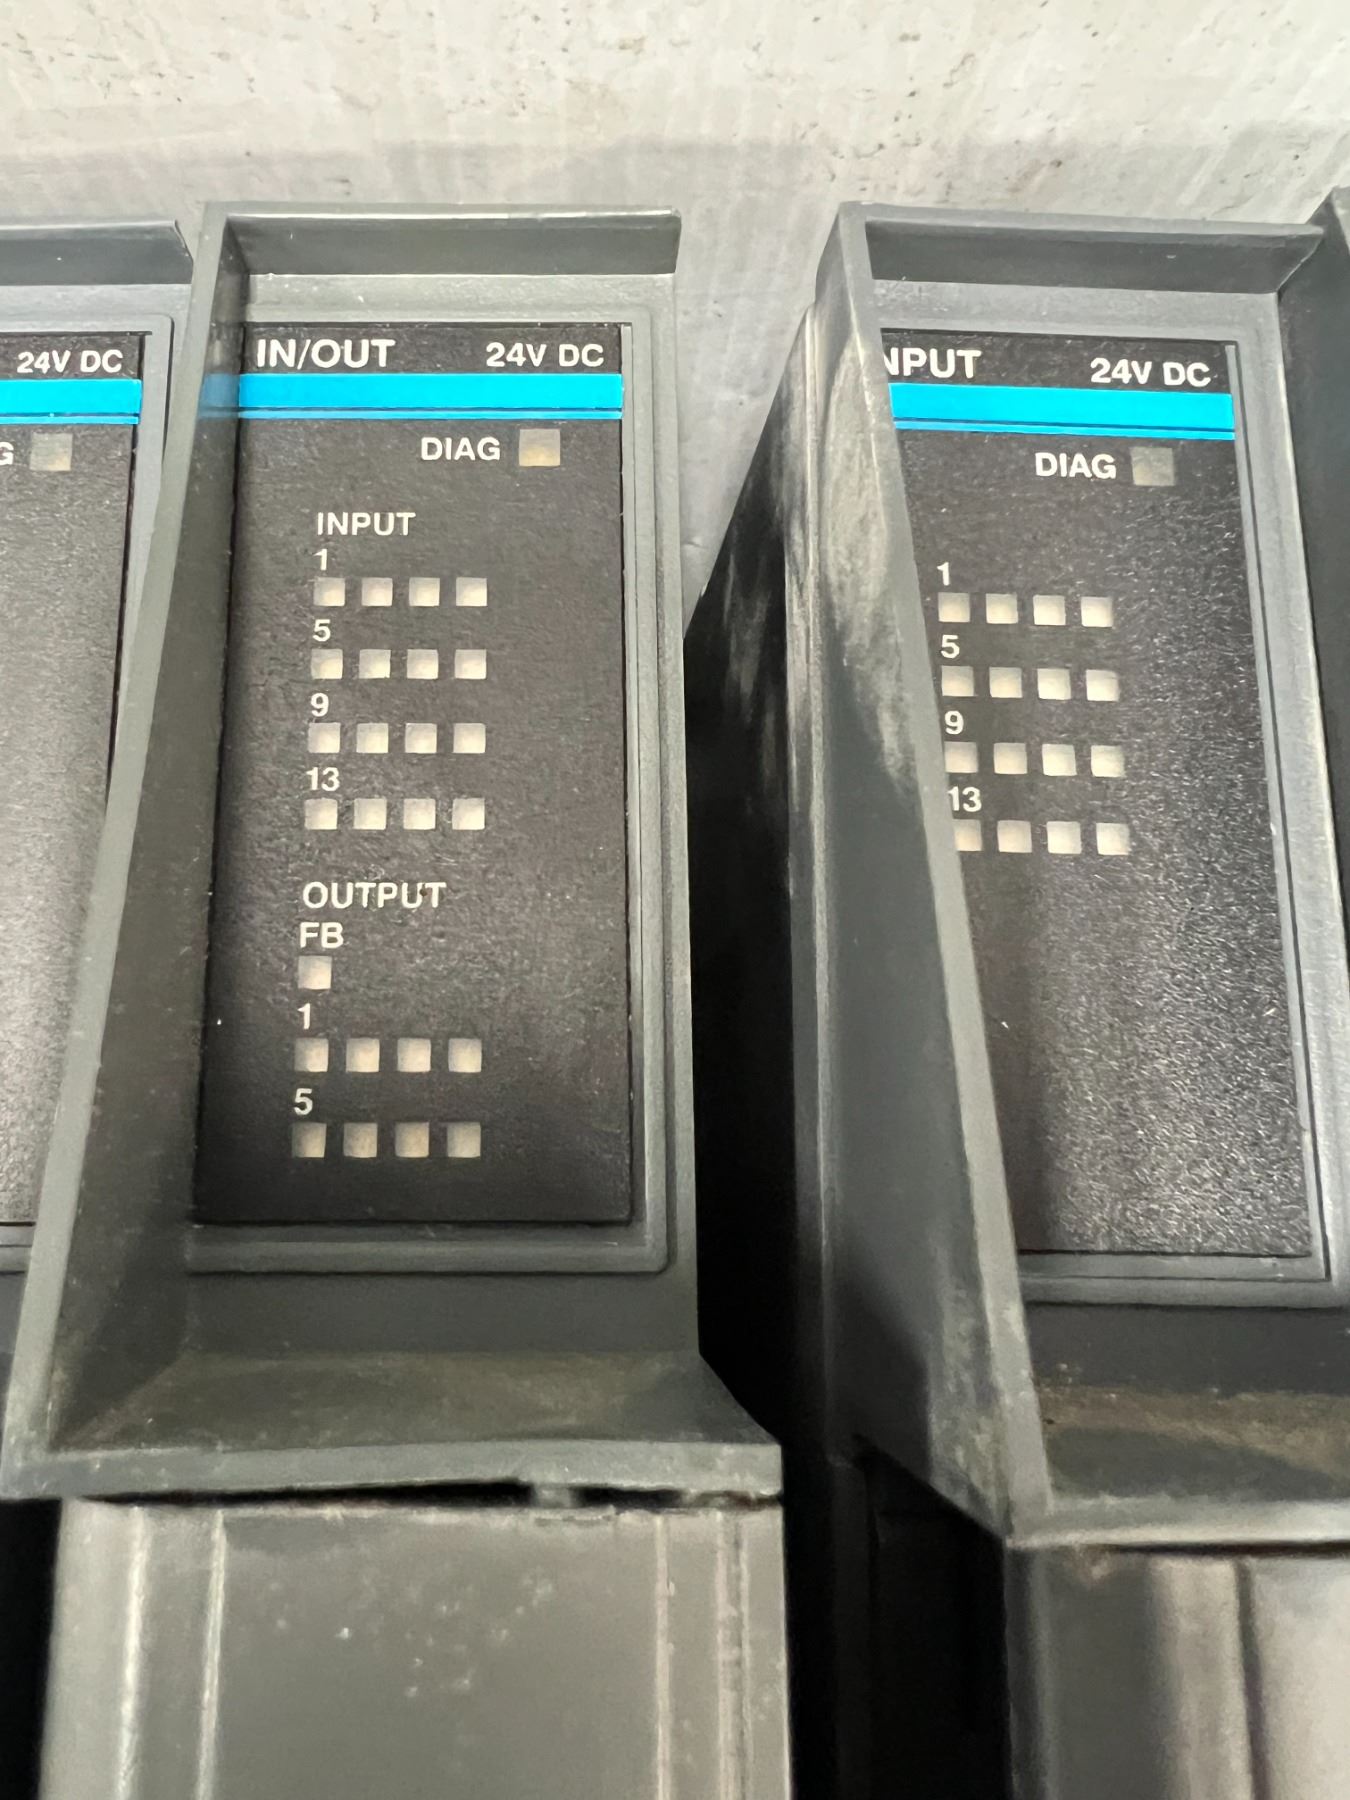 24V DC
IN/OUT 24V DC
DIAG
INPUT
1
5
9
13
OUTPUT
FB
1
5
NPUT 24V DC
DIAG
1
5
9
13